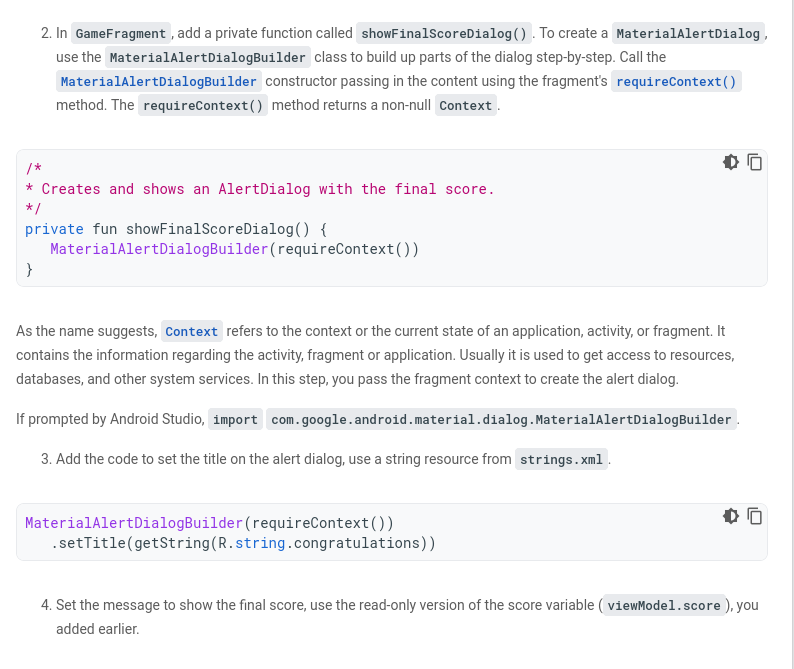 2. In GameFragment, add a private function called showFinalScoreDialog(). To create a MaterialAlertDialog,
use the MaterialAlertDialogBuilder class to build up parts of the dialog step-by-step. Call the
MaterialAlertDialogBuilder constructor passing in the content using the fragment's requireContext()
method. The requireContext() method returns a non-null Context.
/*
* Creates and shows an AlertDialog with the final score.
*/
private fun showFinalScoreDialog() {
   MaterialAlertDialogBuilder(requireContext())
}
As the name suggests, Context refers to the context or the current state of an application, activity, or fragment. It
contains the information regarding the activity, fragment or application. Usually it is used to get access to resources,
databases, and other system services. In this step, you pass the fragment context to create the alert dialog.
If prompted by Android Studio, import com.google.android.material.dialog.MaterialAlertDialogBuilder.
3. Add the code to set the title on the alert dialog, use a string resource from strings.xml.
MaterialAlertDialogBuilder(requireContext())
   .setTitle(getString(R.string.congratulations))
4. Set the message to show the final score, use the read-only version of the score variable (viewModel.score), you
added earlier.